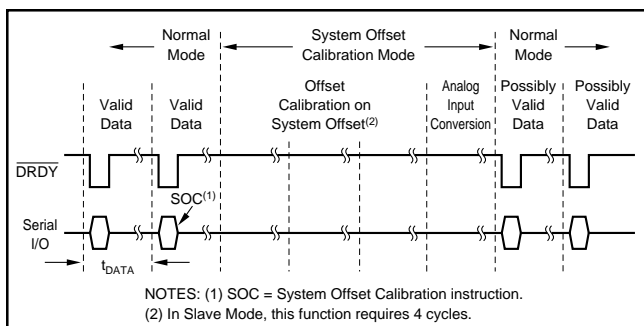 Normal
Mode
System Offset
Calibration Mode
Normal
Mode
Valid
Data
Valid
Data
Offset
Calibration on
System Offset(2)
Analog
Input
Conversion
Possibly
Valid
Data
Possibly
Valid
Data
DRDY
SOC(1)
Serial
I/O
tDATA
NOTES: (1) SOC = System Offset Calibration instruction.
(2) In Slave Mode, this function requires 4 cycles.